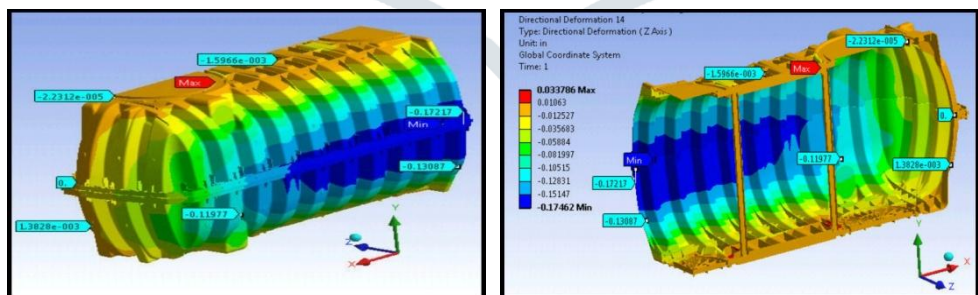 -1.5966e-003
Max
-2.2312e-005
-0.17217
Min
-0.13087
0.
-0.11977
1.3028e-003
Y
Z
X
Directional Deformation 14
Type: Directional Deformation ( Z Axis )
Unit: in
Global Coordinate System
Time: 1
-2.2312e-005
-1.5966e-003
Max
0.033786 Max
0.01063
-0.012527
-0.035683
-0.05884
-0.081997
-0.10515
-0.12831
-0.15147
-0.17462 Min
0.
Min
-0.11977
1.3028e-003
-0.17217
-0.13087
Y
X
Z